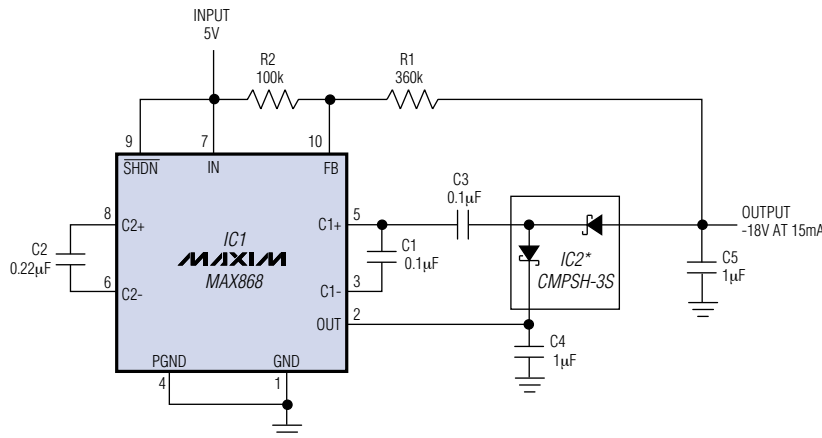 INPUT
5V
R2
100k
R1
360k
9
7
10
SHDN
IN
FB
C3
0.1µF
8
C2+
5
C1+
OUTPUT
-18V AT 15mA
C2
0.22µF
IC1
MAXIM
MAX868
C1
0.1µF
IC2*
CMPSH-3S
C5
1µF
6
C2-
3
C1-
2
OUT
C4
1µF
PGND
GND
4
1